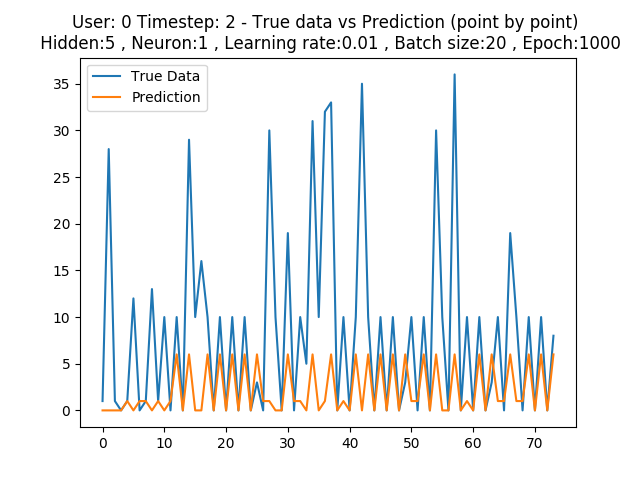 User: 0 Timestep: 2 - True data vs Prediction (point by point)
Hidden:5 , Neuron:1 , Learning rate:0.01 , Batch size:20 , Epoch:1000
True Data
Prediction
35
30
25
20
15
10
5
0
0 10 20 30 40 50 60 70